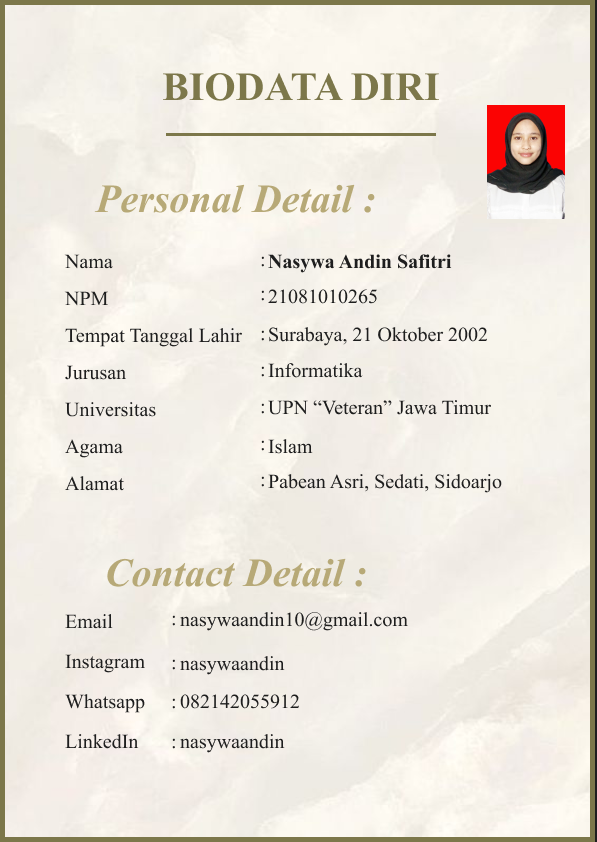 BIODATA DIRI
Personal Detail :
Nama : Nasywa Andin Safitri
NPM : 21081010265
Tempat Tanggal Lahir : Surabaya, 21 Oktober 2002
Jurusan : Informatika
Universitas : UPN “Veteran” Jawa Timur
Agama : Islam
Alamat : Pabean Asri, Sedati, Sidoarjo
Contact Detail :
Email : nasywaandin10@gmail.com
Instagram : nasywaandin
Whatsapp : 082142055912
LinkedIn : nasywaandin